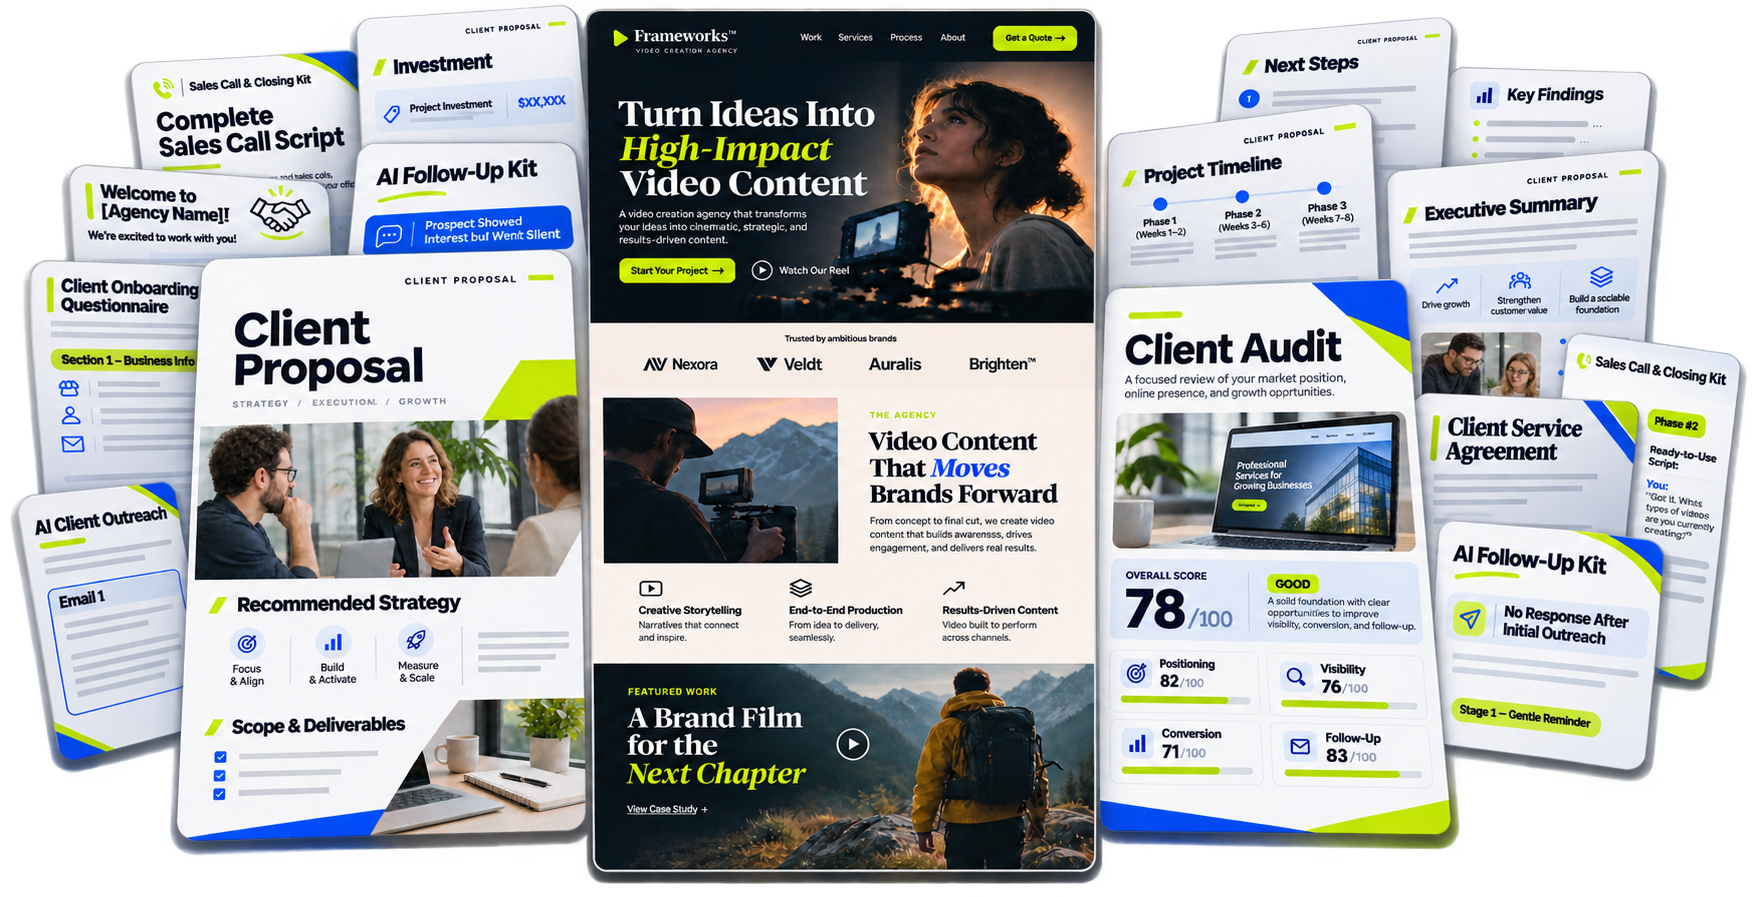 Sales Call & Closing Kit
Complete
Sales Call Script
CLIENT PROPOSAL
Investment
Project Investment
$XX,XXX
Welcome to
[Agency Name]!
We're excited to work with you!
AI Follow-Up Kit
Prospect Showed
Interest but Went Silent
Client Onboarding
Questionnaire
Section 1 – Business Info
AI Client Outreach
Email 1
CLIENT PROPOSAL
Client
Proposal
STRATEGY / EXECUTION / GROWTH
Recommended Strategy
Focus
& Align
Build
& Activate
Measure
& Scale
Scope & Deliverables
Frameworks™
VIDEO CREATION AGENCY
Work Services Process About
Get a Quote →
Turn Ideas Into
High-Impact
Video Content
A video creation agency that transforms
your ideas into cinematic, strategic, and
results-driven content.
Start Your Project →
Watch Our Reel
Trusted by ambitious brands
Nexora
Veldt
Auralis
Brighten™
THE AGENCY
Video Content
That Moves
Brands Forward
From concept to final cut, we create video
content that builds awareness, drives
engagement, and delivers real results.
Creative Storytelling
Narratives that connect
and inspire.
End-to-End Production
From idea to delivery,
seamlessly.
Results-Driven Content
Video built to perform
across channels.
FEATURED WORK
A Brand Film
for the
Next Chapter
View Case Study →
CLIENT PROPOSAL
Next Steps
1
Key Findings
CLIENT PROPOSAL
Project Timeline
Phase 1
(Weeks 1–2)
Phase 2
(Weeks 3–6)
Phase 3
(Weeks 7–8)
CLIENT PROPOSAL
Executive Summary
Drive growth
Strengthen
customer value
Build a scclable
foundation
Client Audit
A focused review of your market position,
online presence, and growth opprtunities.
Professional
Services for
Growing Businesses
OVERALL SCORE
78/100
GOOD
A solid foundation with clear
opportunities to improve
visibility, conversion, and follow-up.
Positioning
82/100
Visibility
76/100
Conversion
71/100
Follow-Up
83/100
Sales Call & Closing Kit
Phase #2
Ready-to-Use
Script:
You:
"Got it. Whats
types of videos
are you currently
creating?"
Client Service
Agreement
AI Follow-Up Kit
No Response After
Initial Outreach
Stage 1 – Gentle Reminder